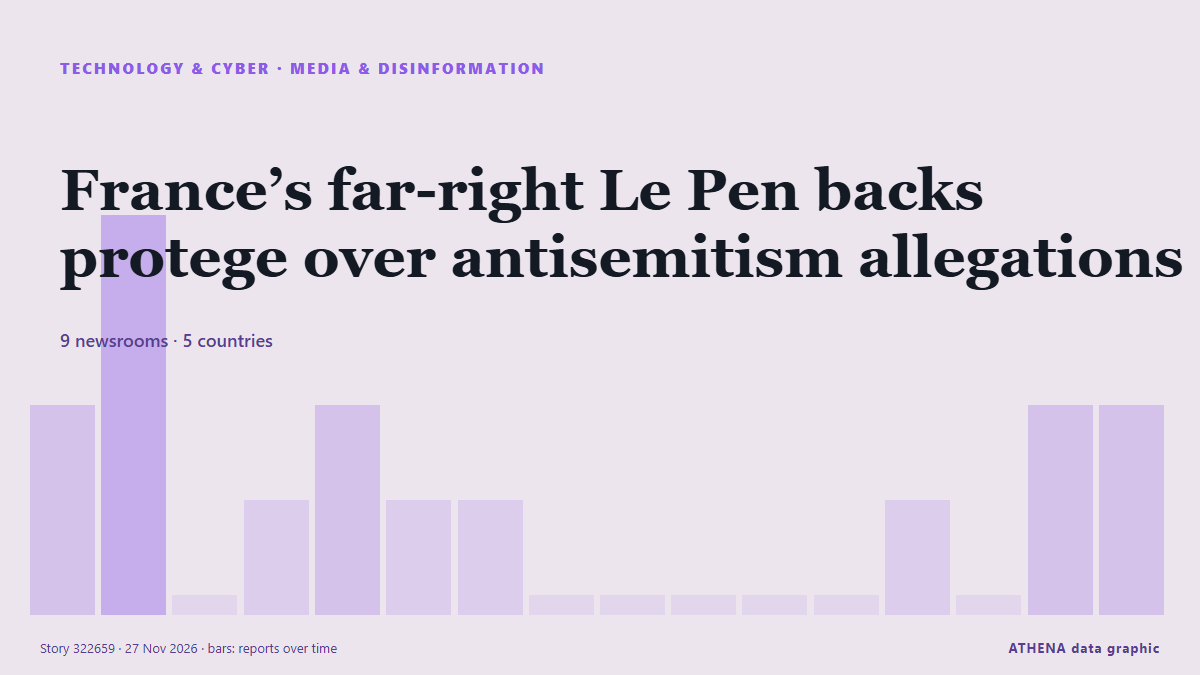 TECHNOLOGY & CYBER · MEDIA & DISINFORMATION
France’s far-right Le Pen backs
protege over antisemitism allegations
9 newsrooms · 5 countries
Story 322659 · 27 Nov 2026 · bars: reports over time
ATHENA data graphic